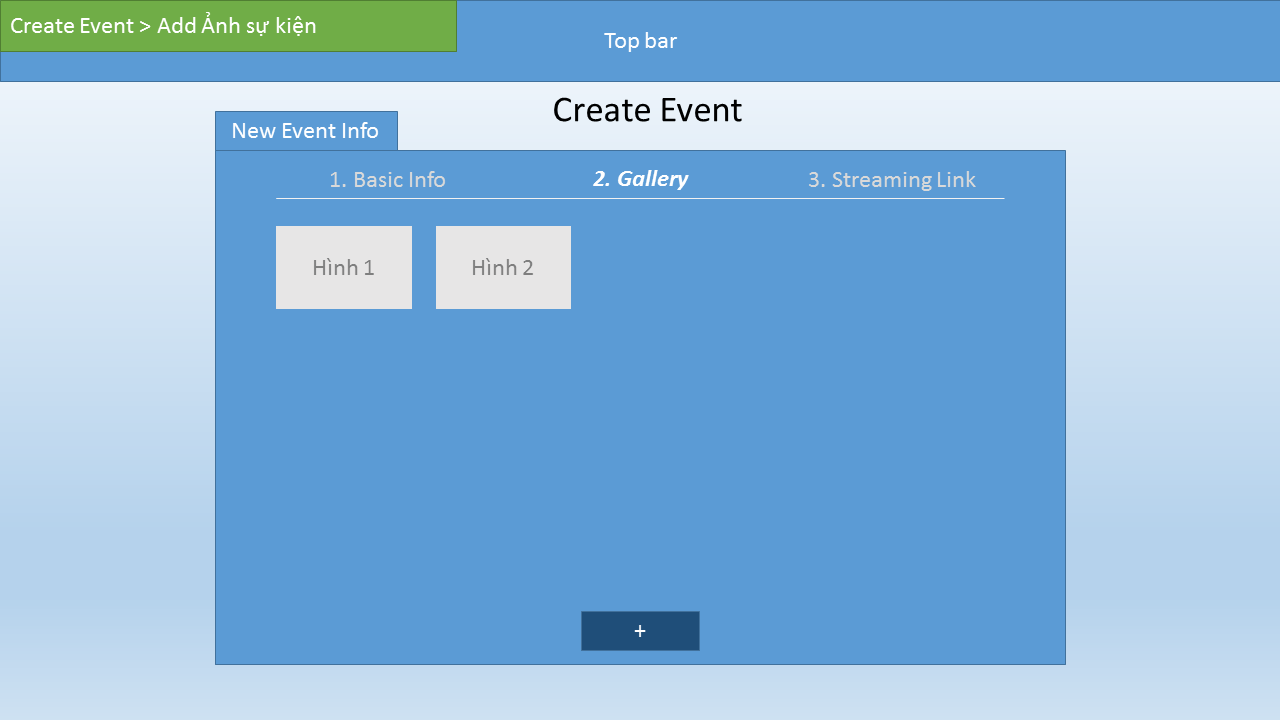 Create Event > Add Ảnh sự kiện
Top bar
Create Event
New Event Info
1. Basic Info
2. Gallery
3. Streaming Link
Hình 1
Hình 2
+